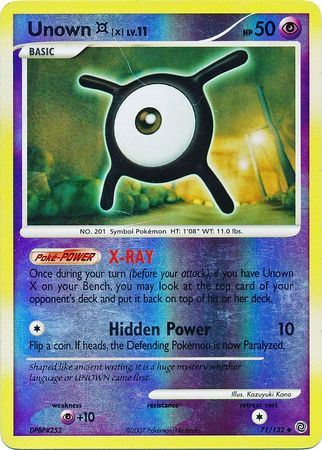 Unown [X] LV.11 HP 50
BASIC
NO. 201 Symbol Pokémon HT: 1'08" WT: 11.0 lbs.
Poké-POWER X-RAY
Once during your turn (before your attack), if you have Unown
X on your Bench, you may look at the top card of your
opponent's deck and put it back on top of his or her deck.
Hidden Power 10
Flip a coin. If heads, the Defending Pokémon is now Paralyzed.
Shaped like ancient writing, it is a huge mystery whether
language or UNOWN came first.
Illus. Kazuyuki Kano
weakness resistance retreat cost
+10
DPBP#252 ©2007 Pokémon/Nintendo 71/132